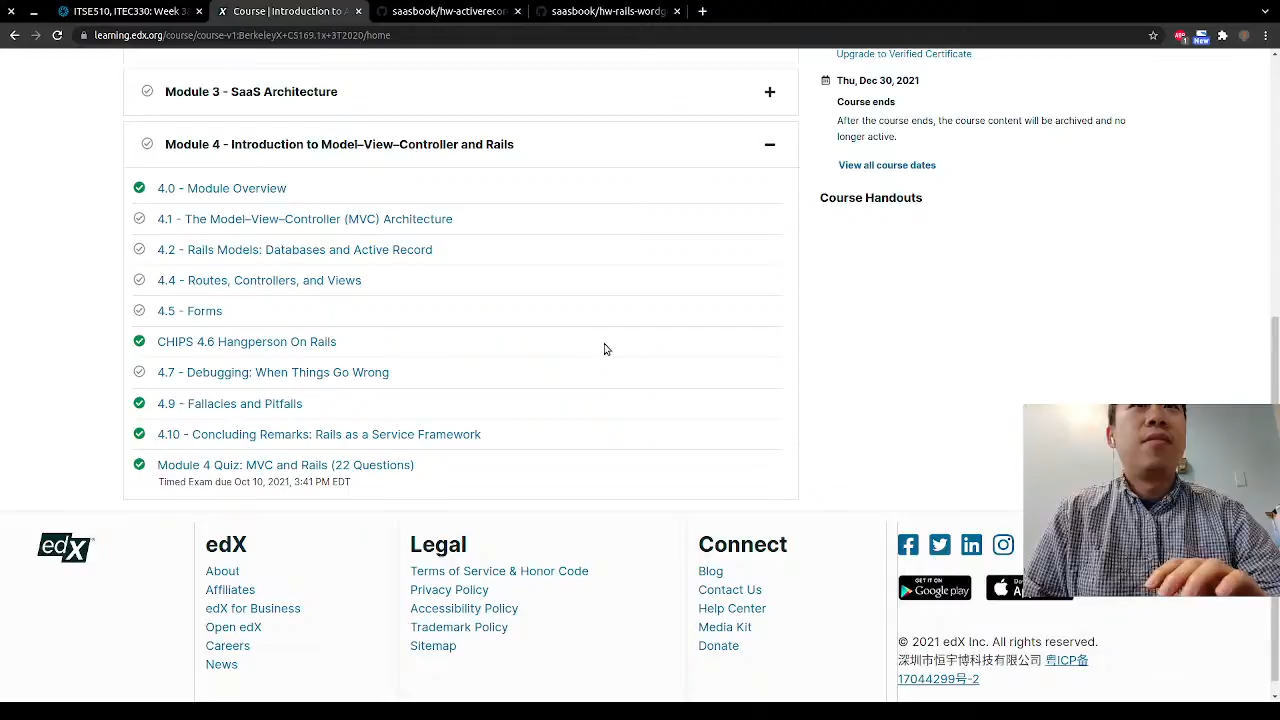 ITSE510, ITEC330: Week 3
Course | Introduction to A
saasbook/hw-activereco
saasbook/hw-rails-wordg
learning.edx.org/course/course-v1:BerkeleyX+CS169.1x+3T2020/home
New
Upgrade to Verified Certificate
Module 3 - SaaS Architecture
Thu, Dec 30, 2021
Course ends
After the course ends, the course content will be archived and no
longer active.
View all course dates
Course Handouts
Module 4 - Introduction to Model–View–Controller and Rails
4.0 - Module Overview
4.1 - The Model–View–Controller (MVC) Architecture
4.2 - Rails Models: Databases and Active Record
4.4 - Routes, Controllers, and Views
4.5 - Forms
CHIPS 4.6 Hangperson On Rails
4.7 - Debugging: When Things Go Wrong
4.9 - Fallacies and Pitfalls
4.10 - Concluding Remarks: Rails as a Service Framework
Module 4 Quiz: MVC and Rails (22 Questions)
Timed Exam due Oct 10, 2021, 3:41 PM EDT
edX
edX
About
Affiliates
edX for Business
Open edX
Careers
News
Legal
Terms of Service & Honor Code
Privacy Policy
Accessibility Policy
Trademark Policy
Sitemap
Connect
Blog
Contact Us
Help Center
Media Kit
Donate
GET IT ON
Google play
© 2021 edX Inc. All rights reserved.
深圳市恒宇博科技有限公司 粤ICP备
17044299号-2